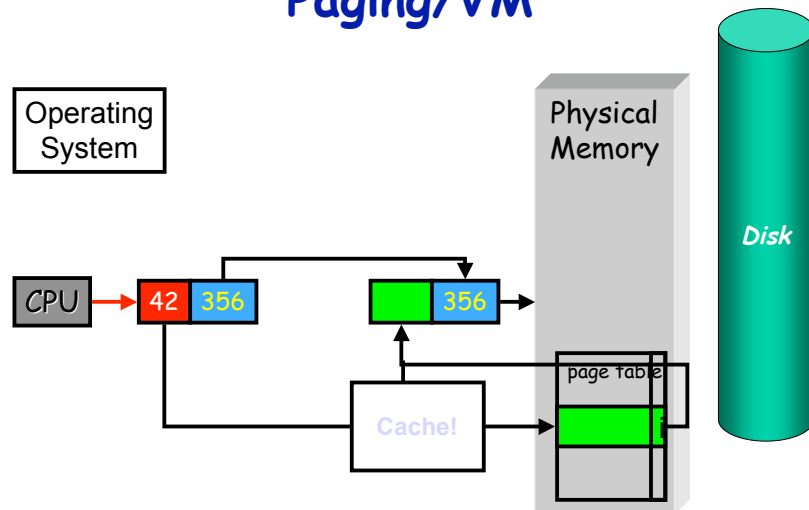 Paging/VM
Operating
System
Physical
Memory
Disk
CPU
42 356
356
page table
Cache!
i